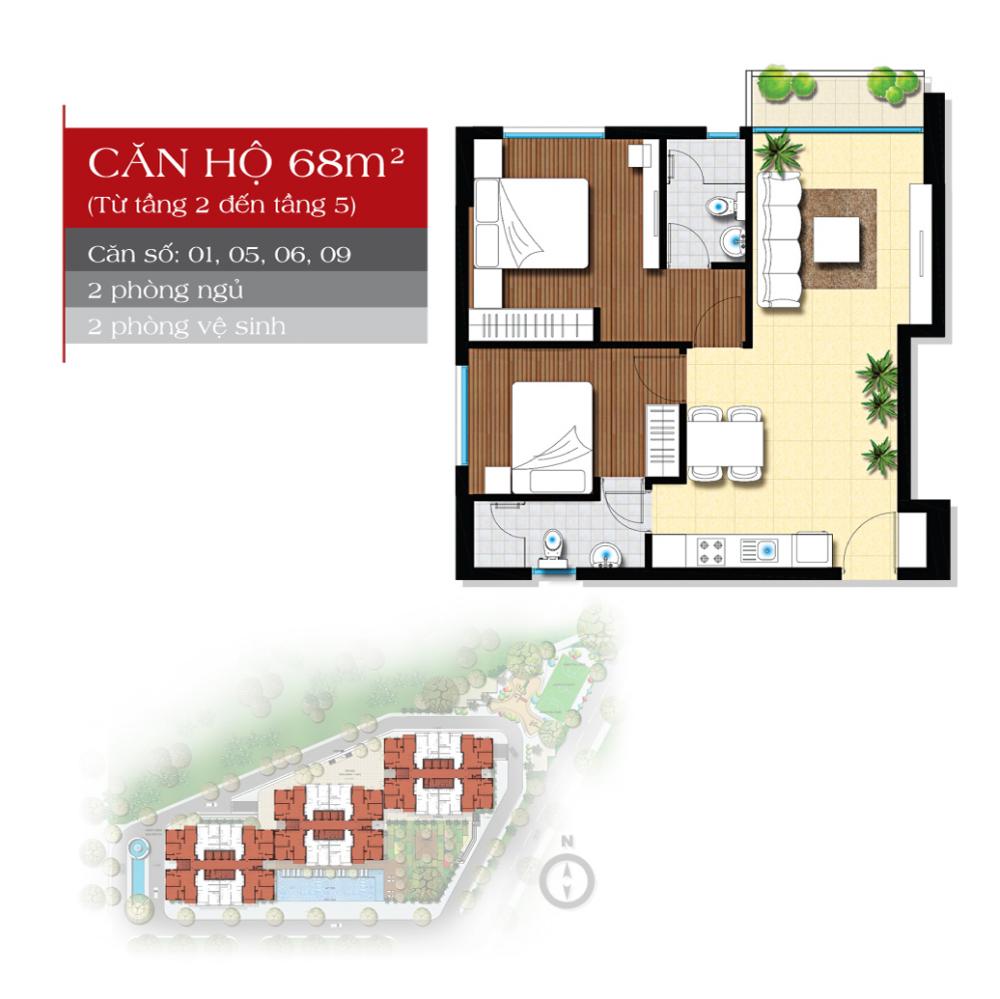 CĂN HỘ 68m²
(Từ tầng 2 đến tầng 5)
Căn số: 01, 05, 06, 09
2 phòng ngủ
2 phòng vệ sinh
N